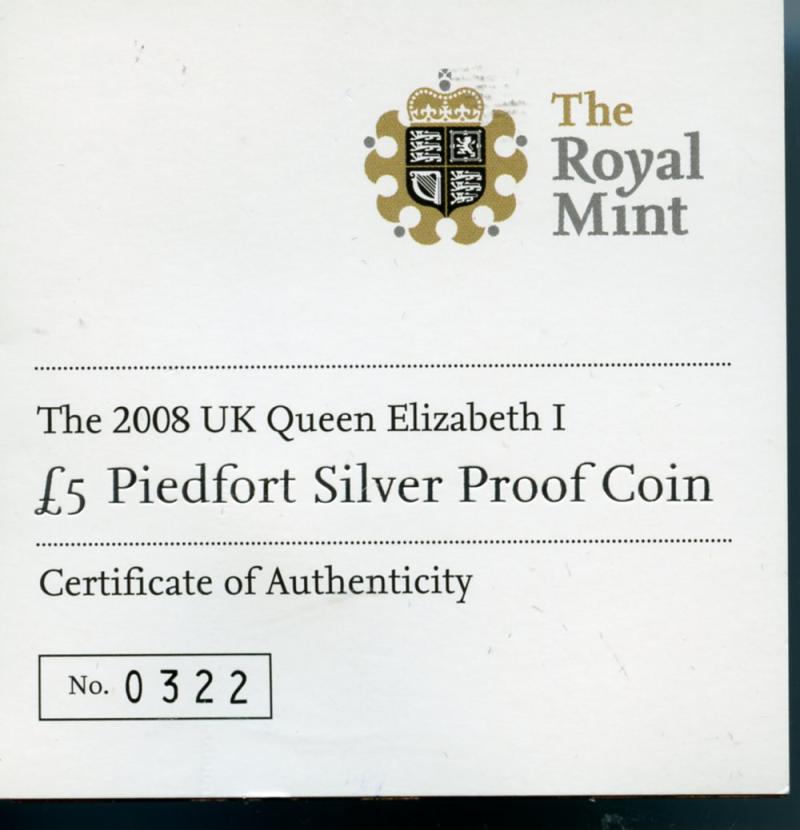 The
Royal
Mint
The 2008 UK Queen Elizabeth I
£5 Piedfort Silver Proof Coin
Certificate of Authenticity
No. 0322